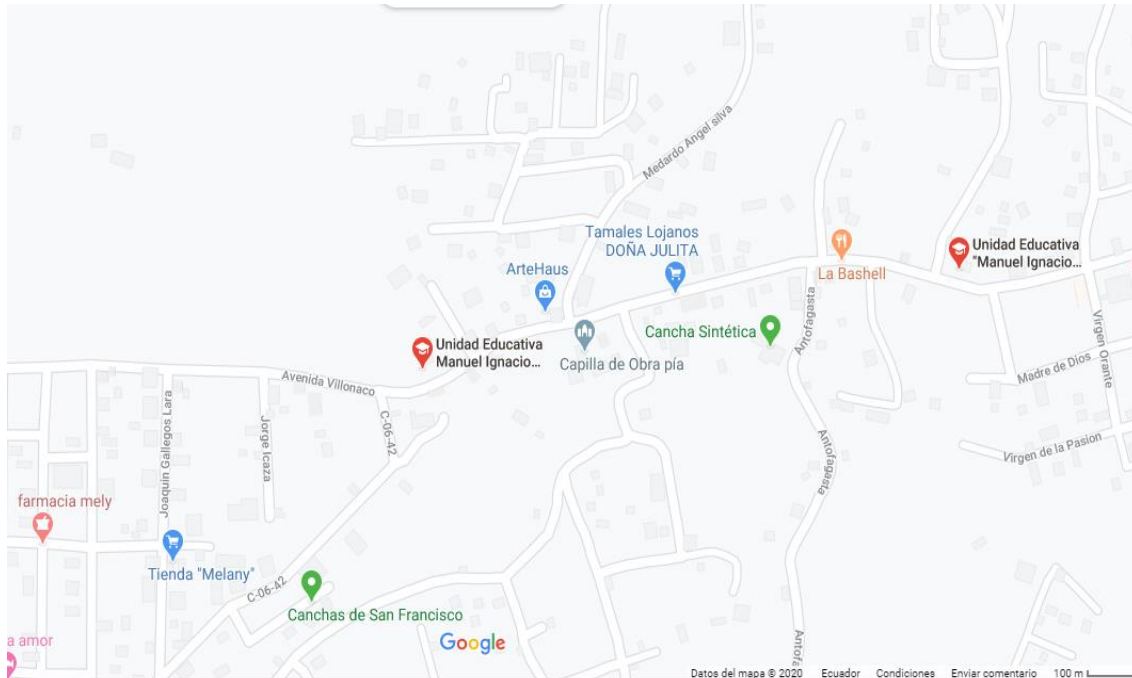 Medardo Angel silva
Tamales Lojanos
DOÑA JULITA
ArteHaus
Unidad Educativa
"Manuel Ignacio...
La Bashell
Antofagasta
Cancha Sintética
Unidad Educativa
Manuel Ignacio...
Capilla de Obra pía
Virgen Orante
Madre de Dios
Avenida Villonaco
Joaquín Gallegos Lara
Jorge Icaza
C-06-42
Antofagasta
Virgen de la Pasion
farmacia mely
Tienda "Melany"
C-06-42
Canchas de San Francisco
Google
a amor
Antofa
Datos del mapa © 2020 Ecuador Condiciones Enviar comentario 100 m